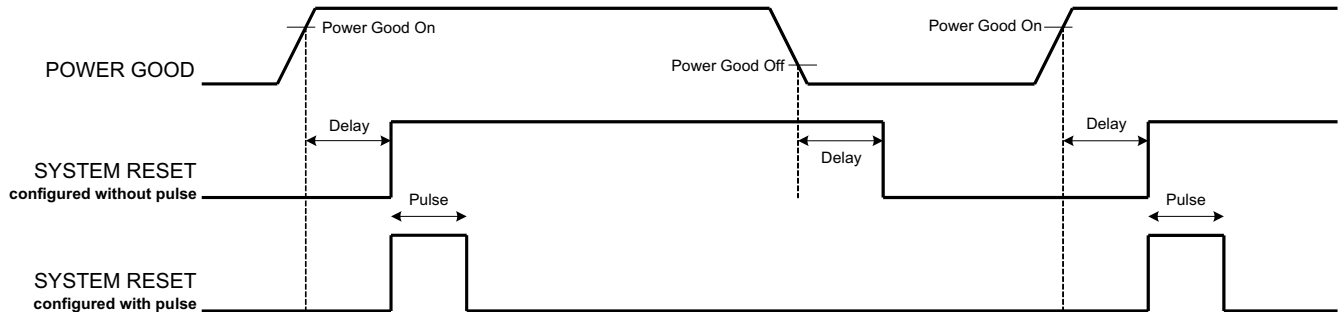 Power Good On
Power Good On
POWER GOOD
Power Good Off
Delay
Delay
Delay
SYSTEM RESET
configured without pulse
Pulse
Pulse
SYSTEM RESET
configured with pulse